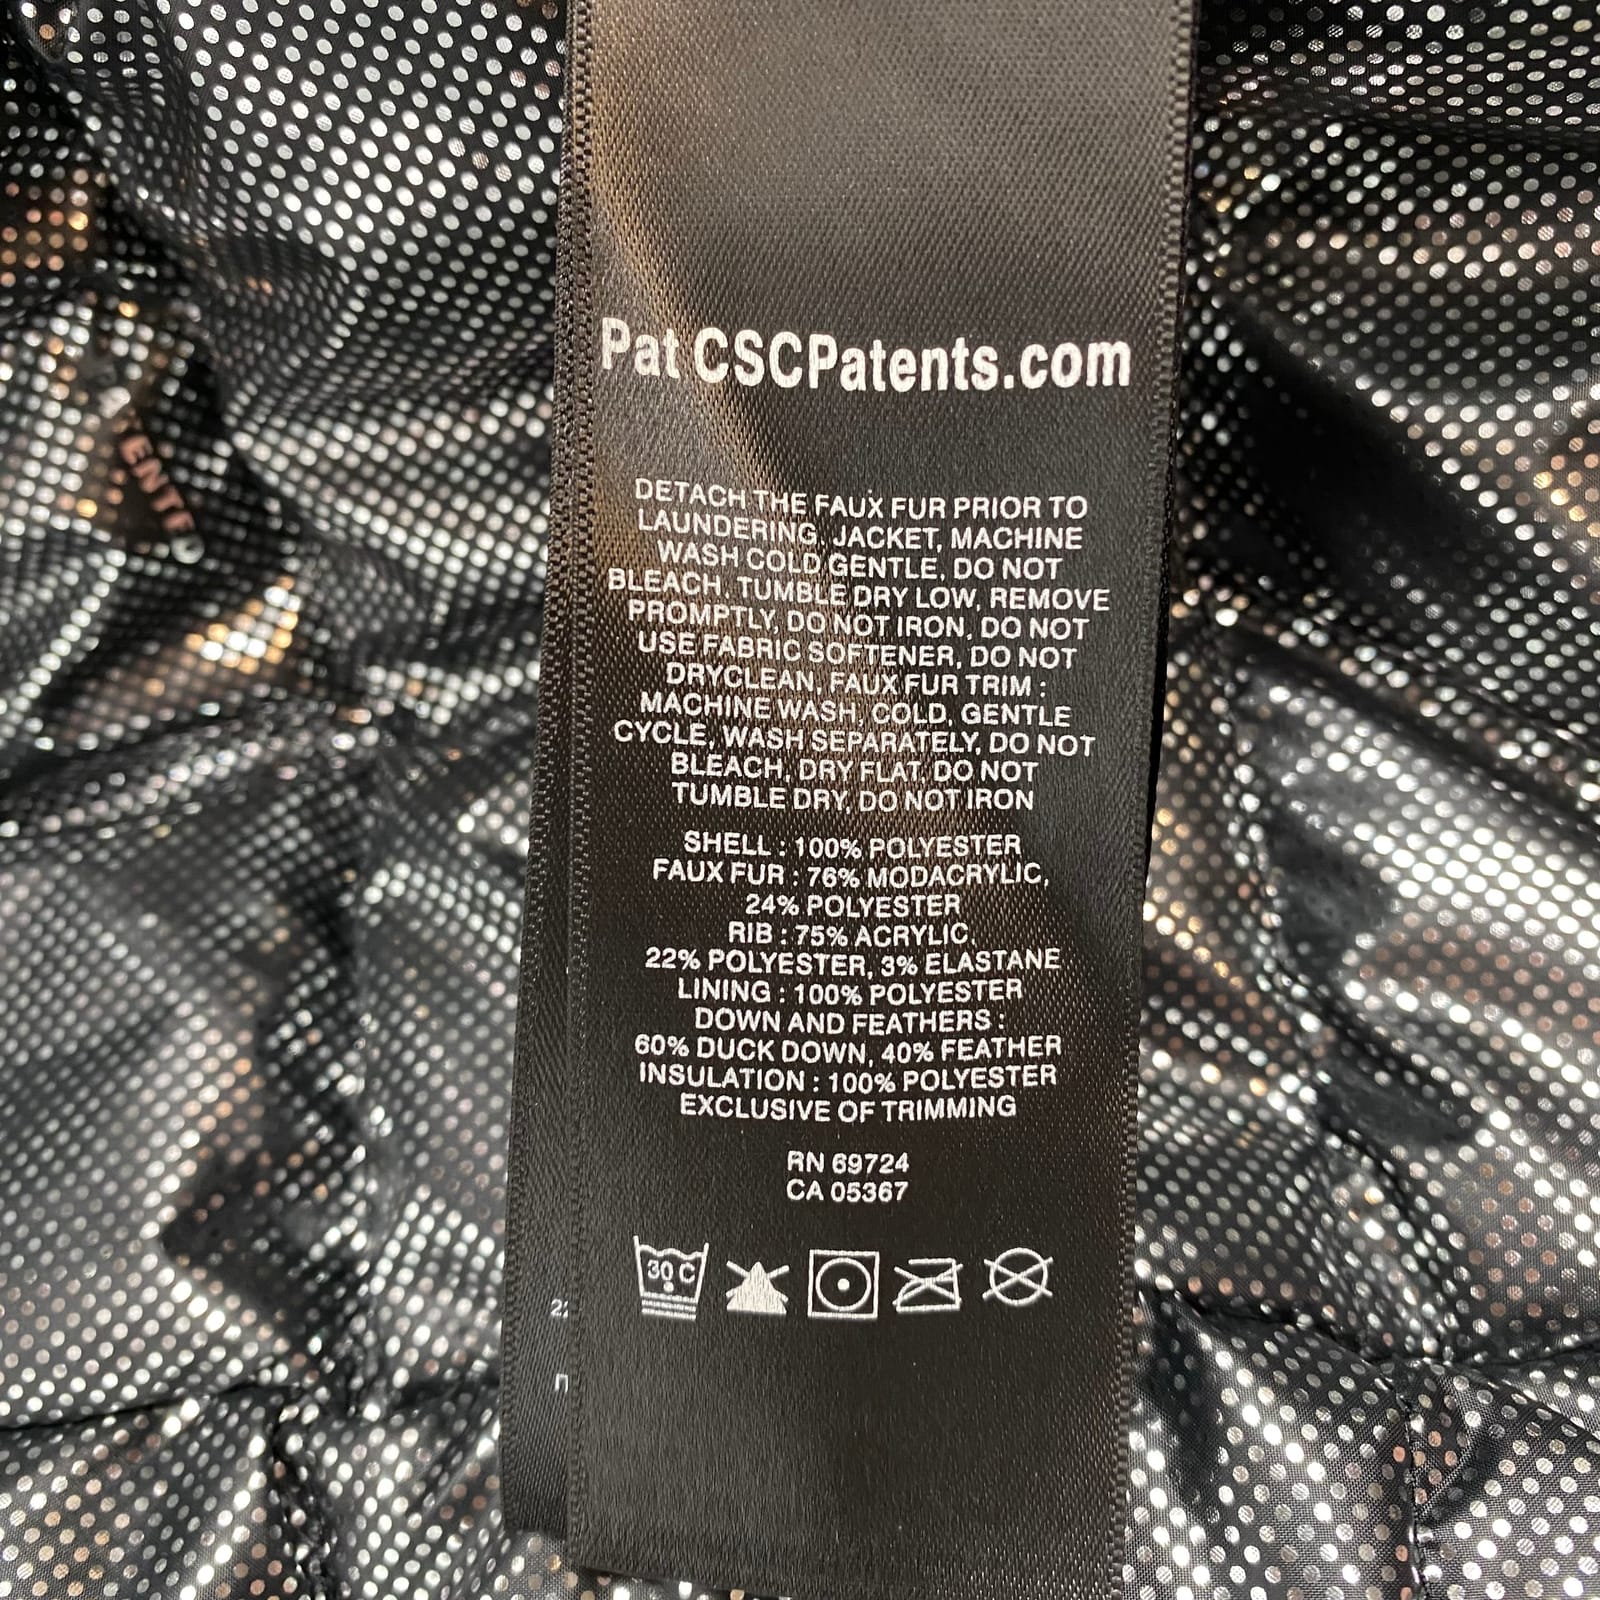 Pat CSCPatents.com
DETACH THE FAUX FUR PRIOR TO
LAUNDERING, JACKET, MACHINE
WASH COLD GENTLE, DO NOT
BLEACH, TUMBLE DRY LOW, REMOVE
PROMPTLY, DO NOT IRON, DO NOT
USE FABRIC SOFTENER, DO NOT
DRYCLEAN, FAUX FUR TRIM :
MACHINE WASH, COLD, GENTLE
CYCLE, WASH SEPARATELY, DO NOT
BLEACH, DRY FLAT, DO NOT
TUMBLE DRY, DO NOT IRON
SHELL : 100% POLYESTER
FAUX FUR : 76% MODACRYLIC,
24% POLYESTER
RIB : 75% ACRYLIC,
22% POLYESTER, 3% ELASTANE
LINING : 100% POLYESTER
DOWN AND FEATHERS :
60% DUCK DOWN, 40% FEATHER
INSULATION : 100% POLYESTER
EXCLUSIVE OF TRIMMING
RN 69724
CA 05367
30 C